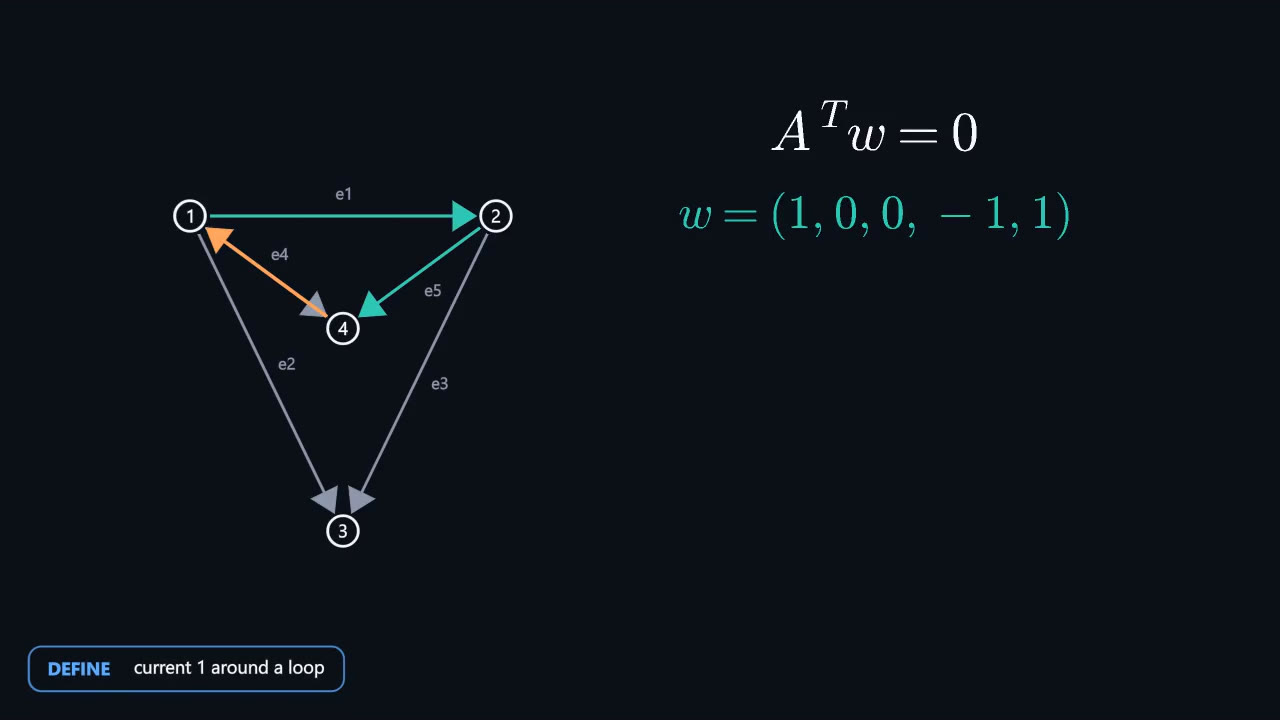 A^T w = 0
w = (1, 0, 0, −1, 1)
e1
1
2
e4
e5
4
e2
e3
3
DEFINE current 1 around a loop